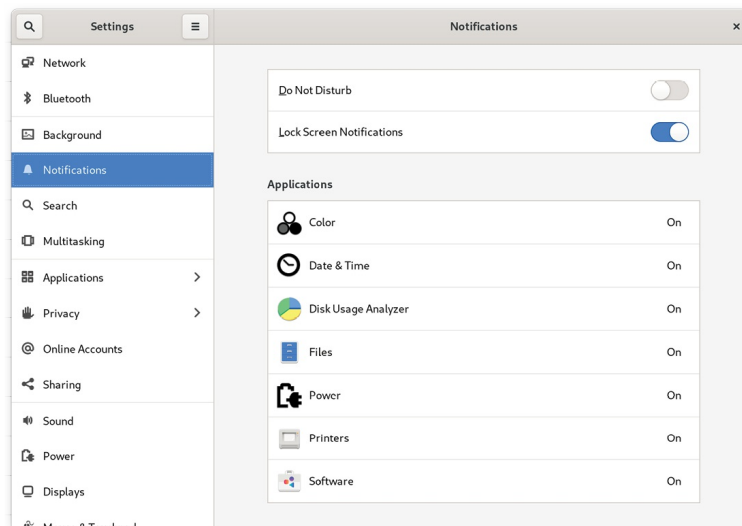 Settings
Notifications
Network
Bluetooth
Background
Notifications
Search
Multitasking
Applications
Privacy
Online Accounts
Sharing
Sound
Power
Displays
Do Not Disturb
Lock Screen Notifications
Applications
Color On
Date & Time On
Disk Usage Analyzer On
Files On
Power On
Printers On
Software On